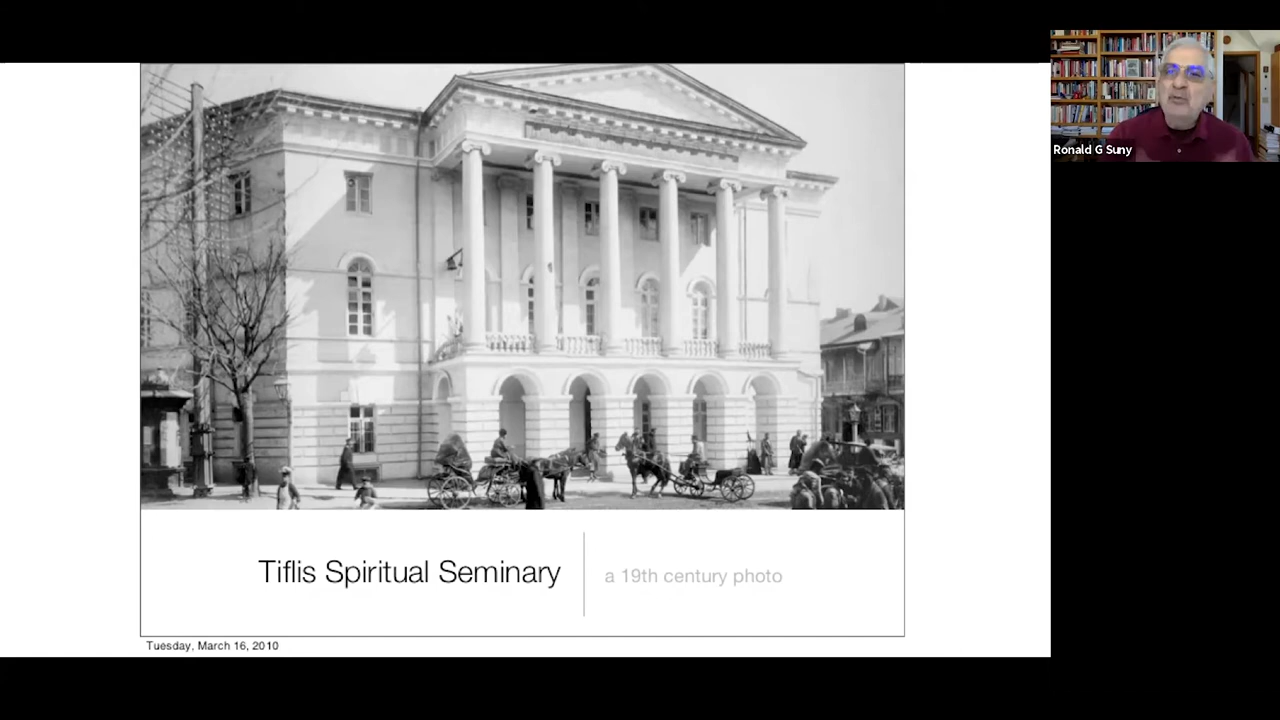 Tiflis Spiritual Seminary
a 19th century photo
Tuesday, March 16, 2010
Ronald G Suny